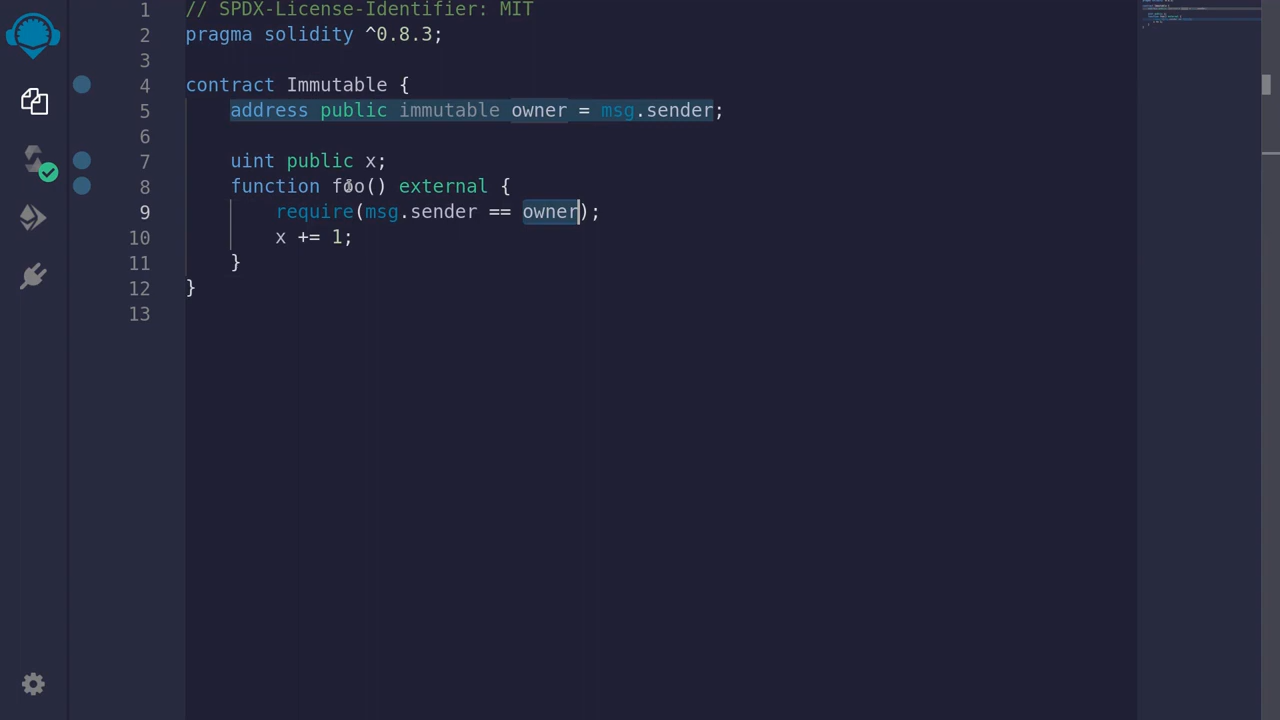 1 // SPDX-License-Identifier: MIT
2 pragma solidity ^0.8.3;
3
4 contract Immutable {
5     address public immutable owner = msg.sender;
6
7     uint public x;
8     function foo() external {
9         require(msg.sender == owner);
10         x += 1;
11     }
12 }
13